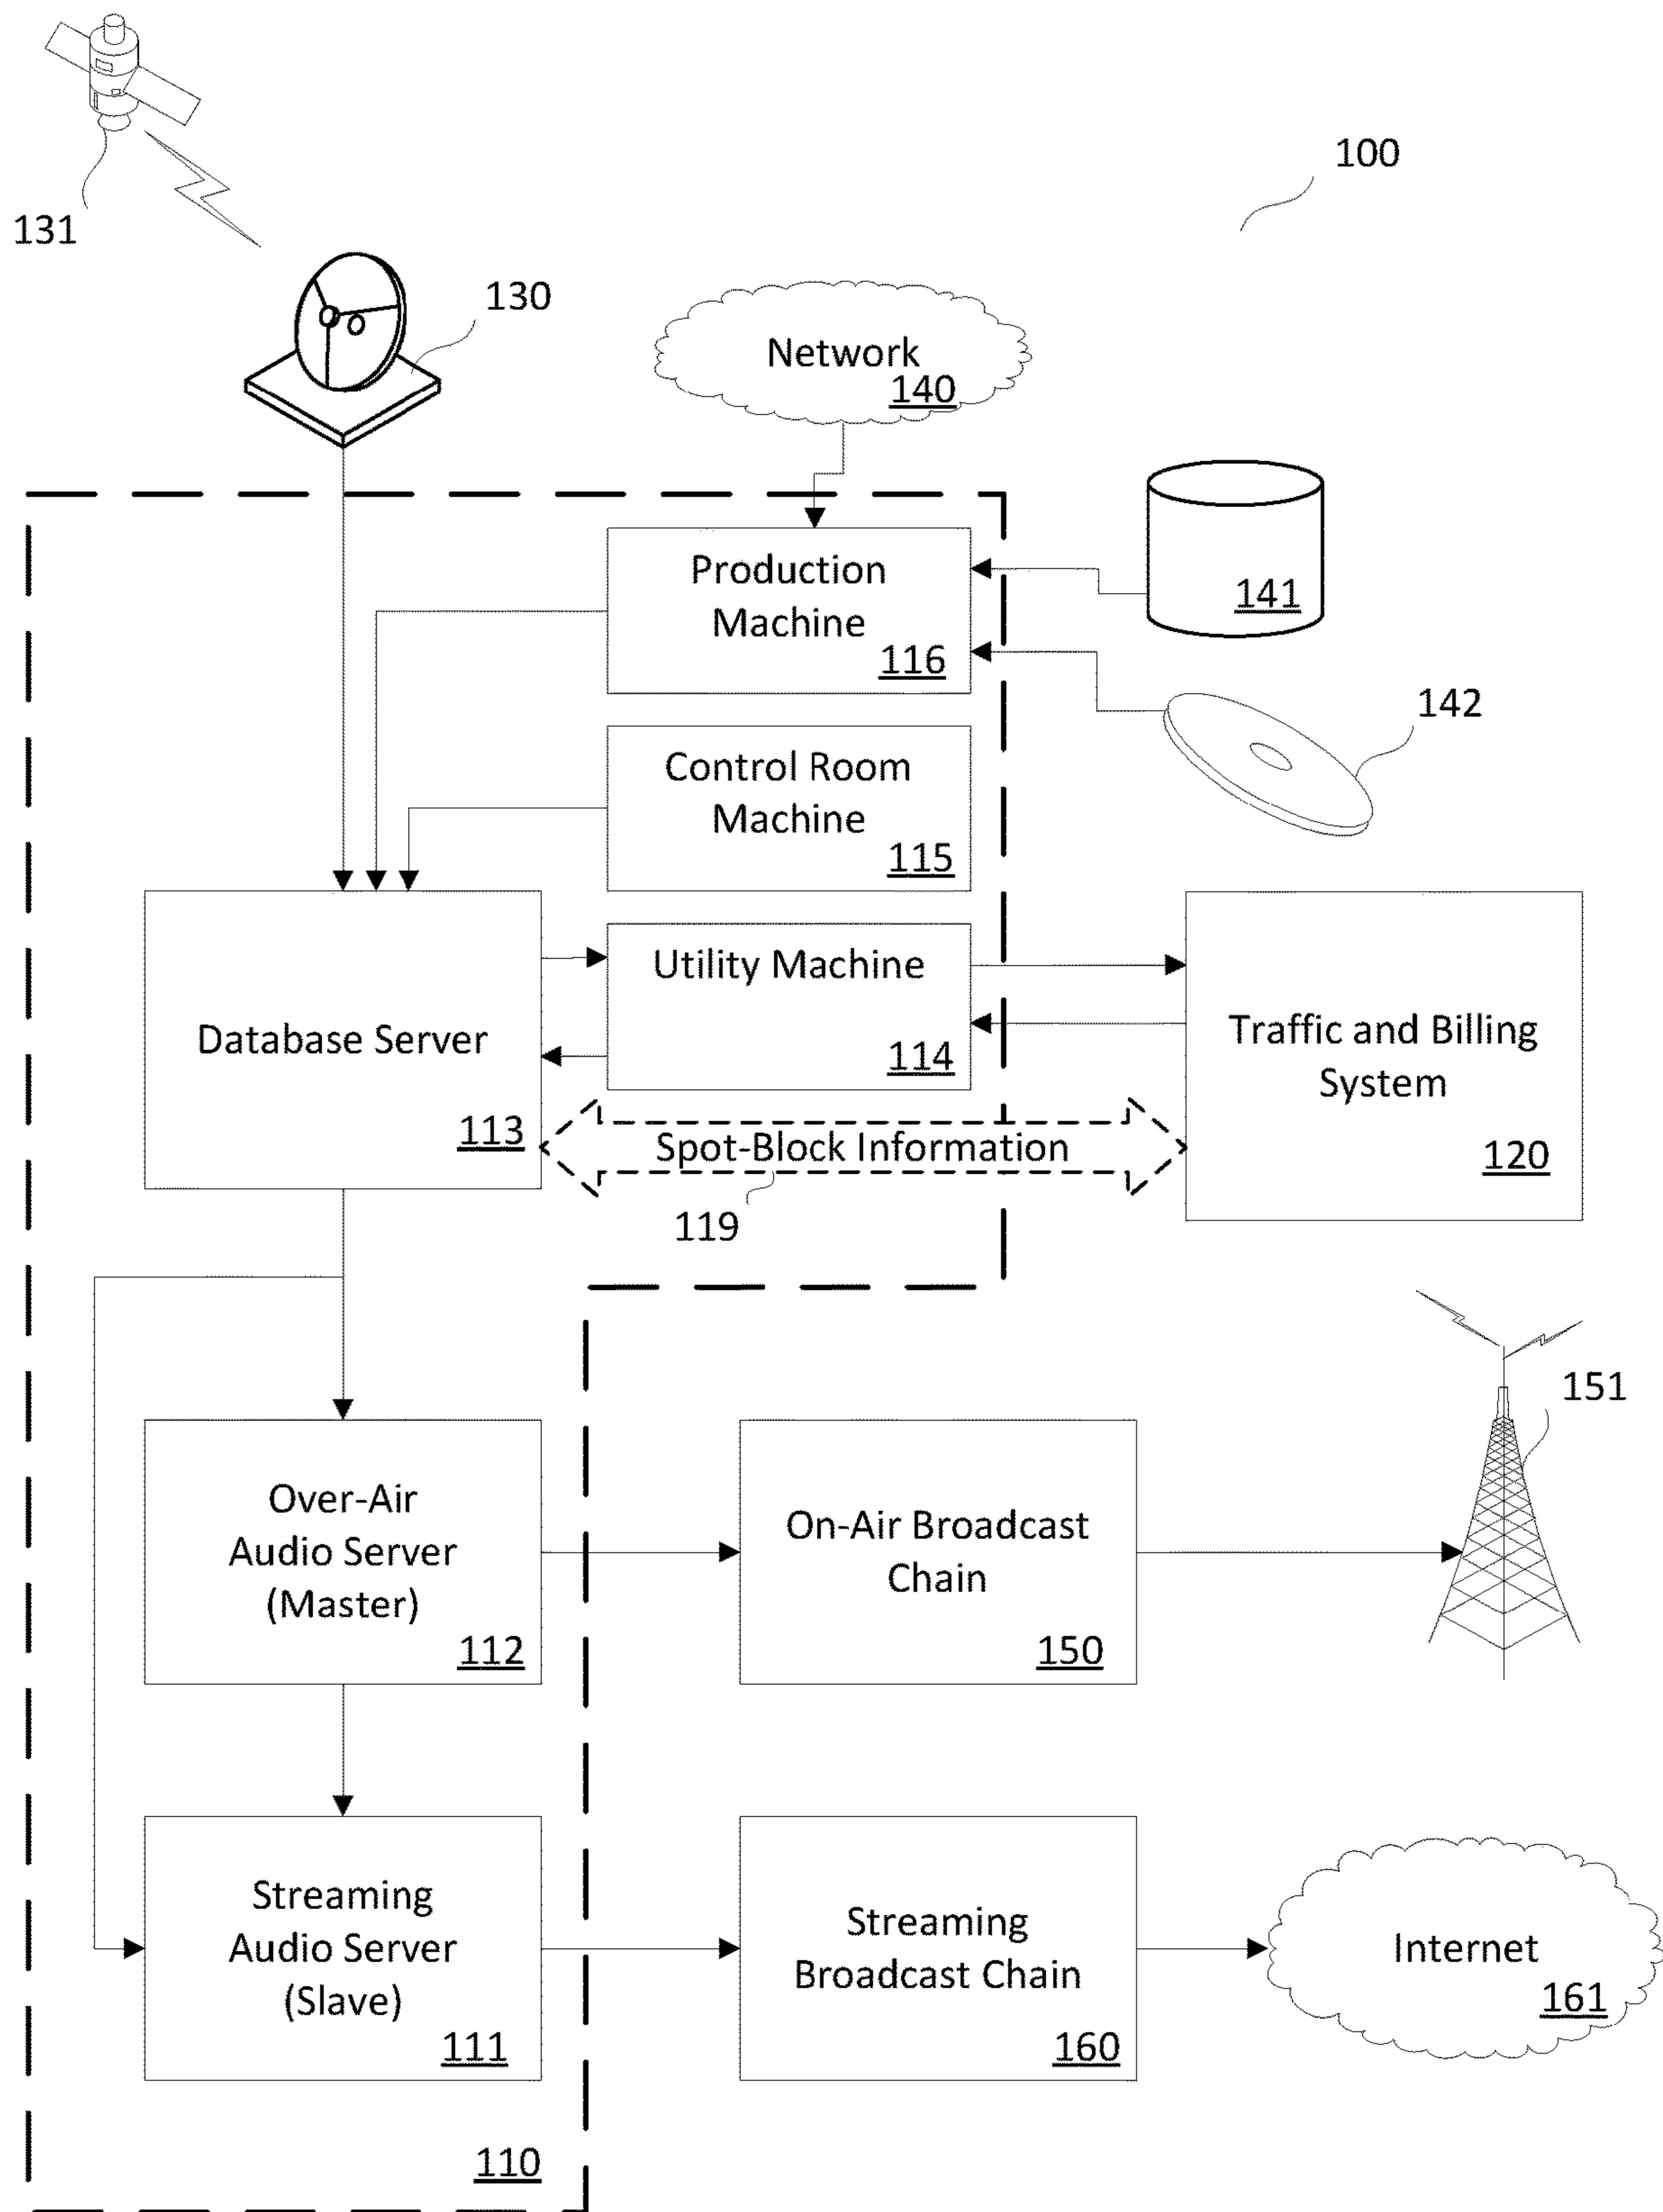 100
131
130
Network
140
Production
Machine
116
141
142
Control Room
Machine
115
Utility Machine
114
Database Server
113
Traffic and Billing
System
120
Spot-Block Information
119
151
Over-Air
Audio Server
(Master)
112
On-Air Broadcast
Chain
150
Streaming
Audio Server
(Slave)
111
Streaming
Broadcast Chain
160
Internet
161
110